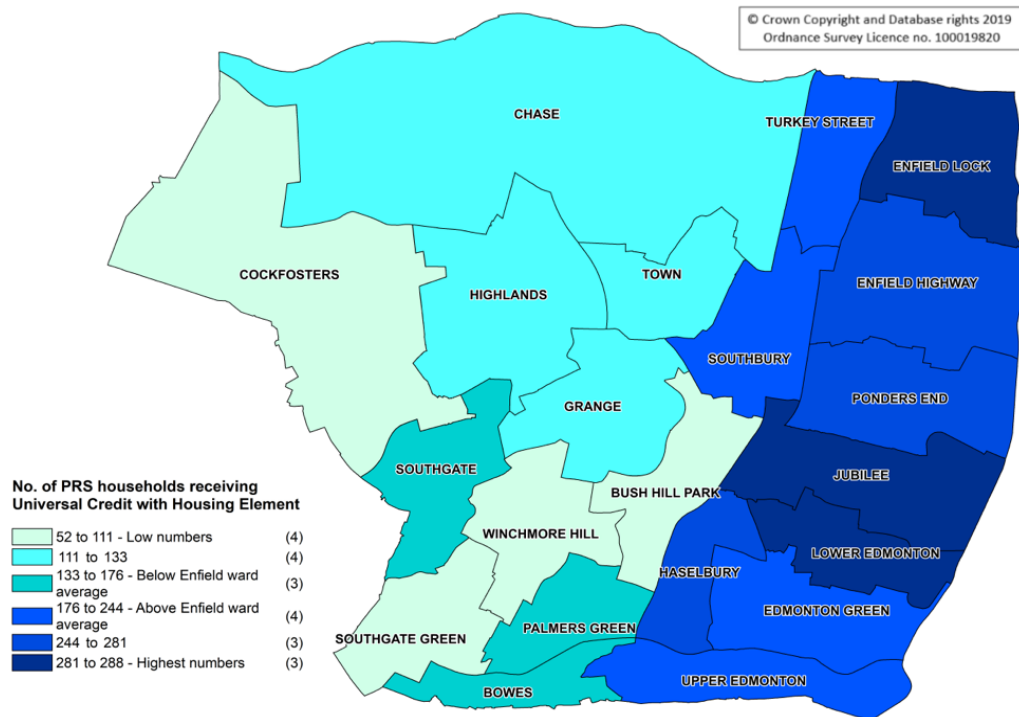 © Crown Copyright and Database rights 2019
Ordnance Survey Licence no. 100019820
CHASE
TURKEY STREET
ENFIELD LOCK
COCKFOSTERS
HIGHLANDS
TOWN
ENFIELD HIGHWAY
SOUTHBURY
PONDERS END
GRANGE
SOUTHGATE
JUBILEE
BUSH HILL PARK
WINCHMORE HILL
LOWER EDMONTON
HASELBURY
EDMONTON GREEN
PALMERS GREEN
SOUTHGATE GREEN
UPPER EDMONTON
BOWES
No. of PRS households receiving
Universal Credit with Housing Element
52 to 111 - Low numbers (4)
111 to 133 (4)
133 to 176 - Below Enfield ward (3)
average
176 to 244 - Above Enfield ward (4)
average
244 to 281 (3)
281 to 288 - Highest numbers (3)